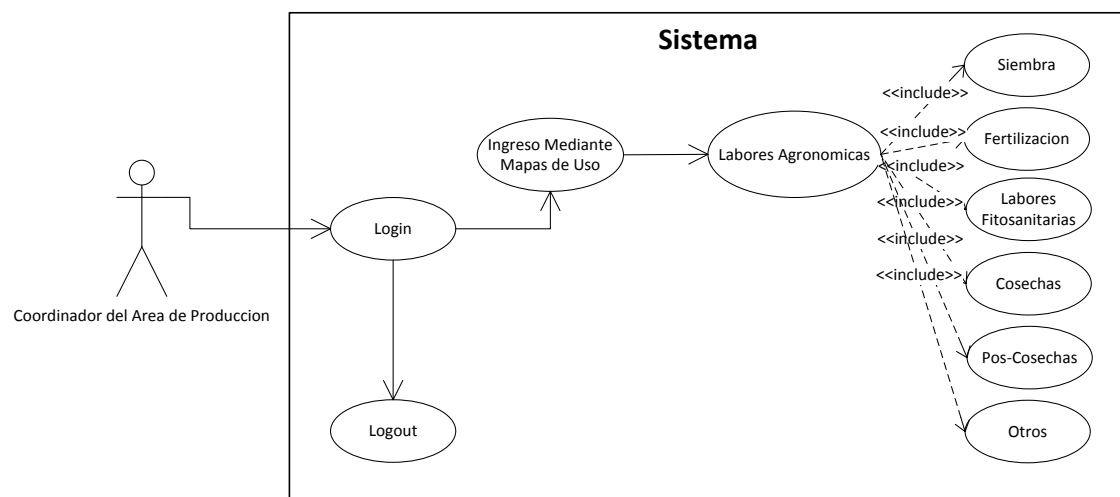 Sistema
Siembra
<<include>>
Ingreso Mediante
Mapas de Uso
Labores Agronomicas
<<include>>
Fertilizacion
<<include>>
Labores
Fitosanitarias
Login
<<include>>
<<include>>
Cosechas
Coordinador del Area de Produccion
Pos-Cosechas
Logout
Otros